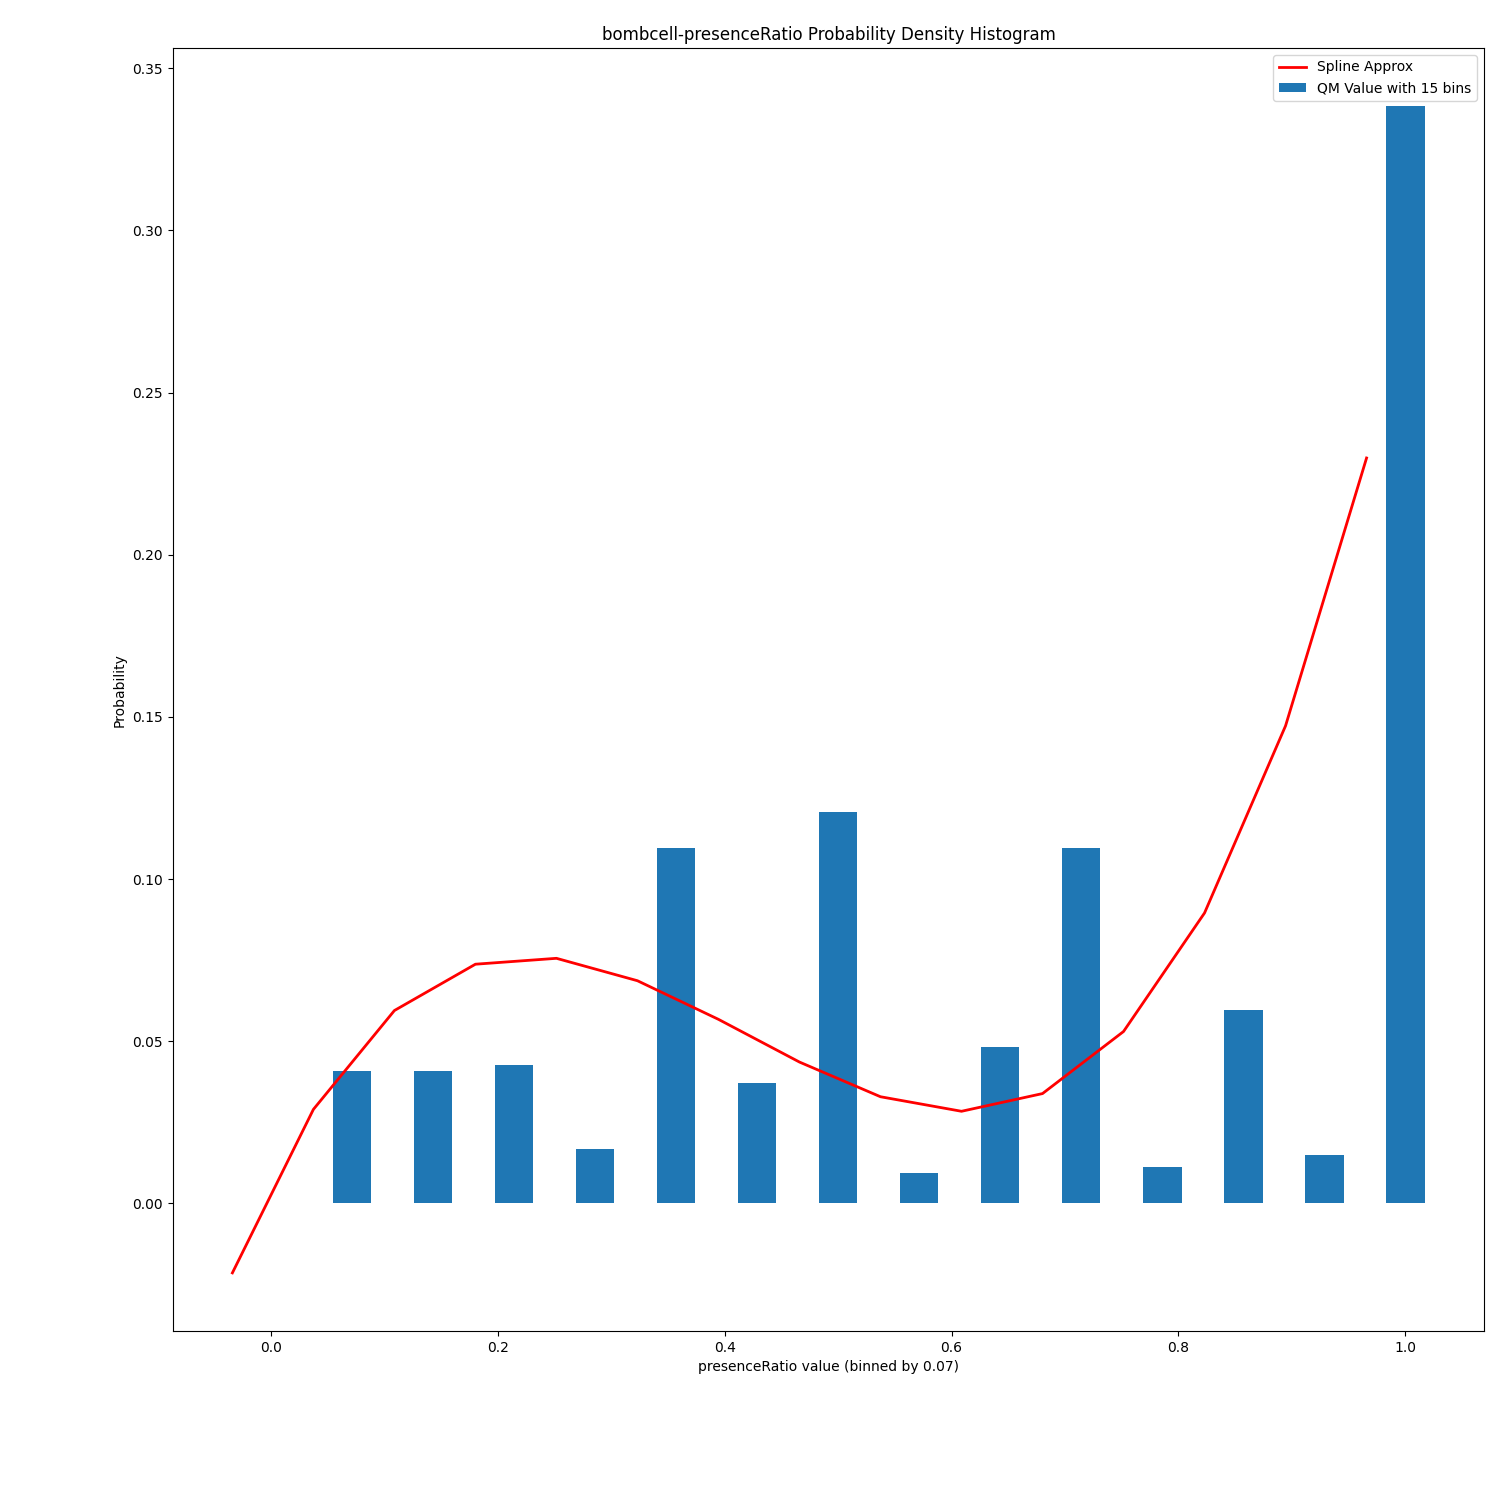 bombcell-presenceRatio Probability Density Histogram
Spline Approx
QM Value with 15 bins
0.35
0.30
0.25
0.20
0.15
0.10
0.05
0.00
Probability
0.0 0.2 0.4 0.6 0.8 1.0
presenceRatio value (binned by 0.07)